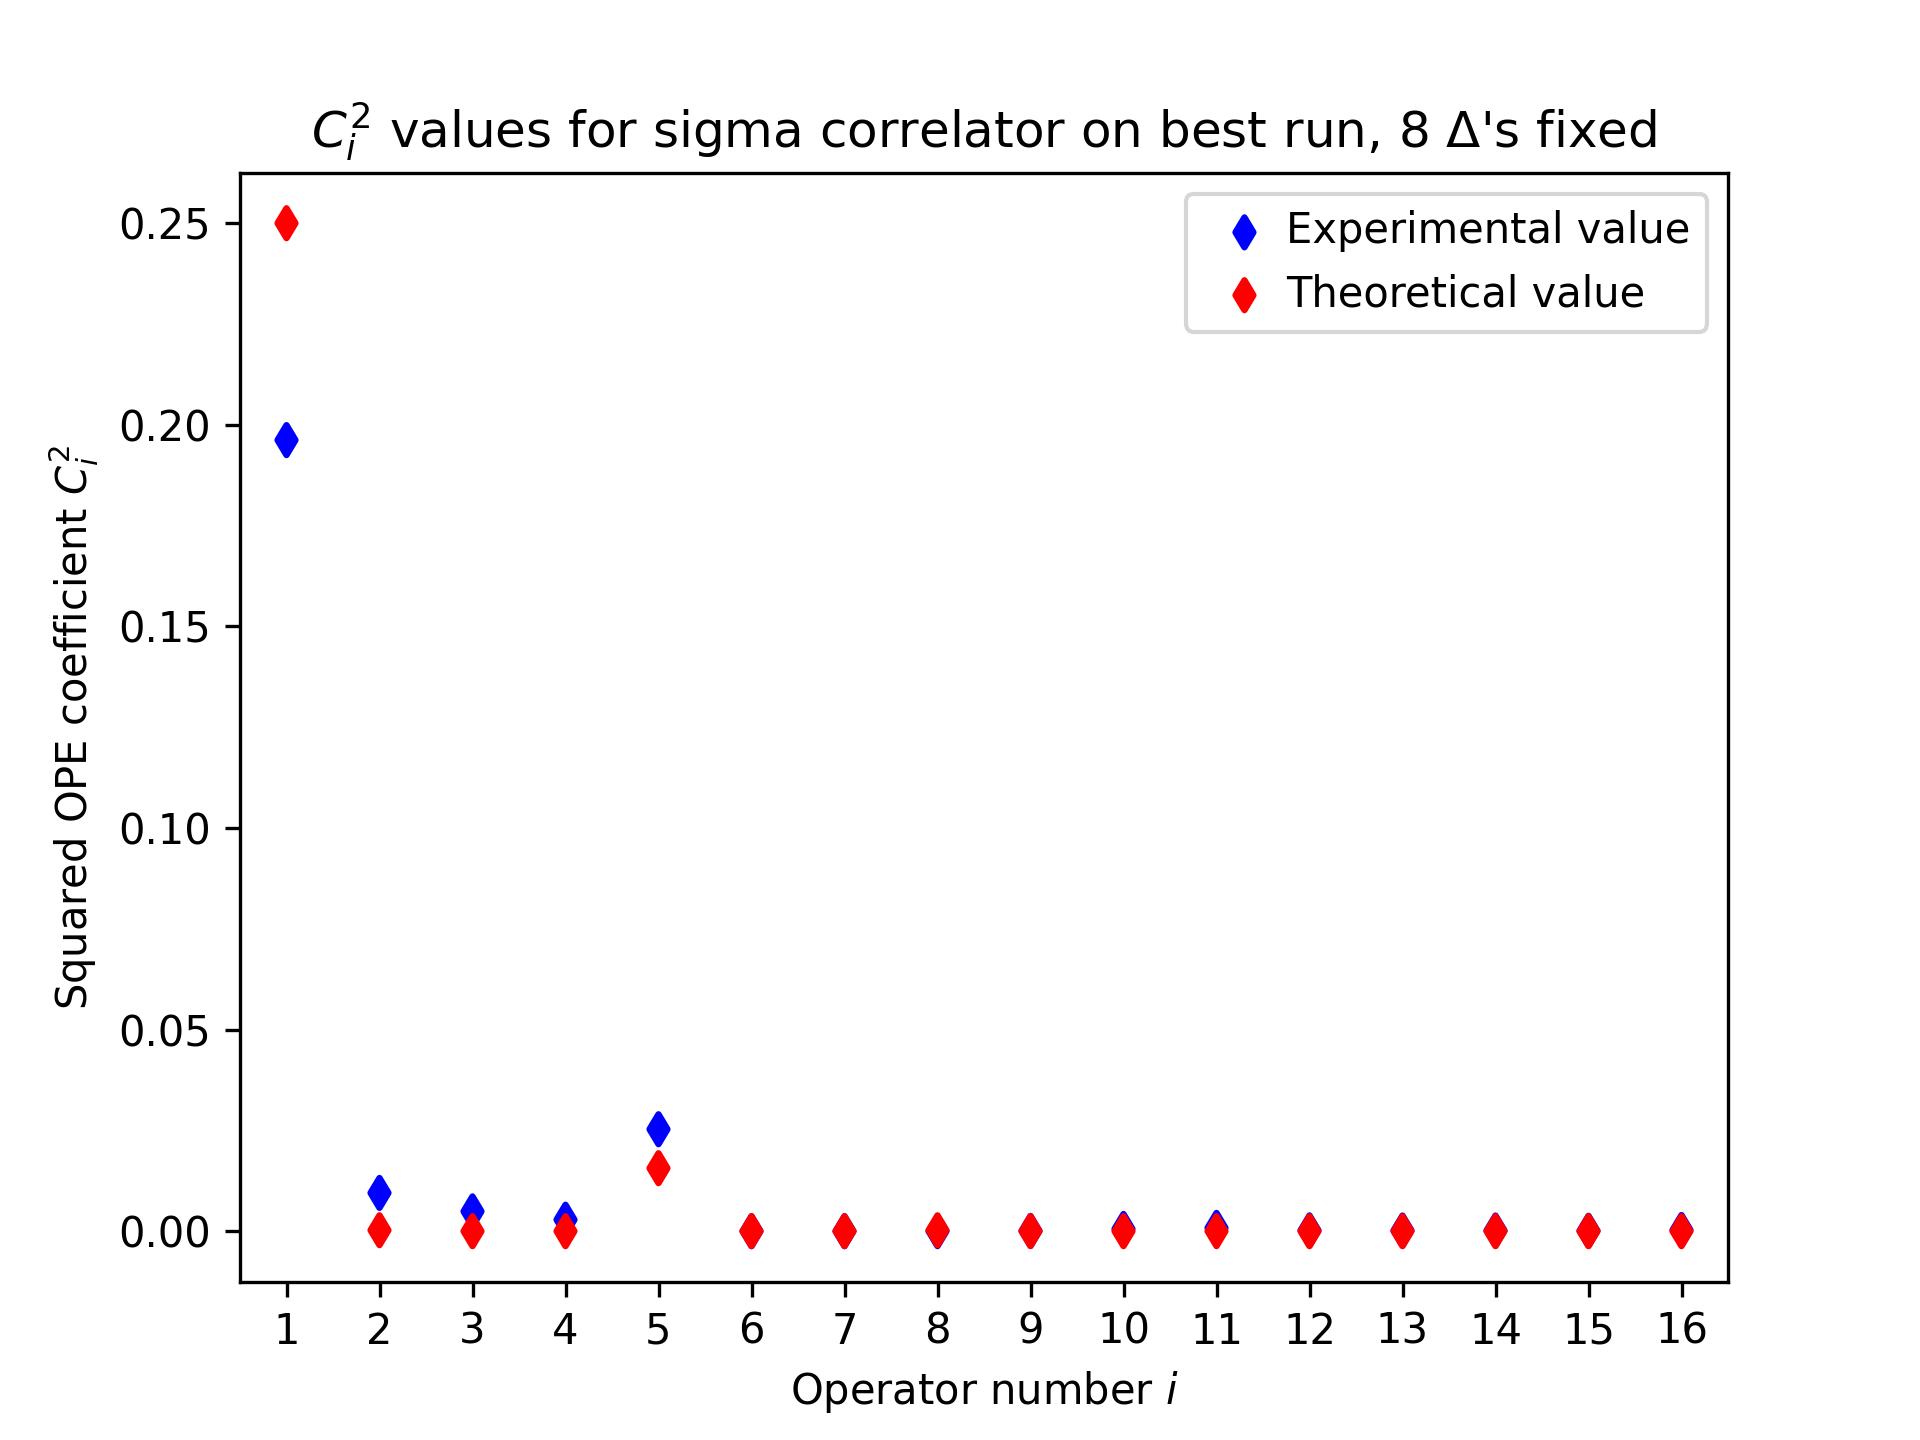 C_i^2 values for sigma correlator on best run, 8 Δ's fixed
Experimental value
Theoretical value
Squared OPE coefficient C_i^2
0.25
0.20
0.15
0.10
0.05
0.00
1 2 3 4 5 6 7 8 9 10 11 12 13 14 15 16
Operator number i